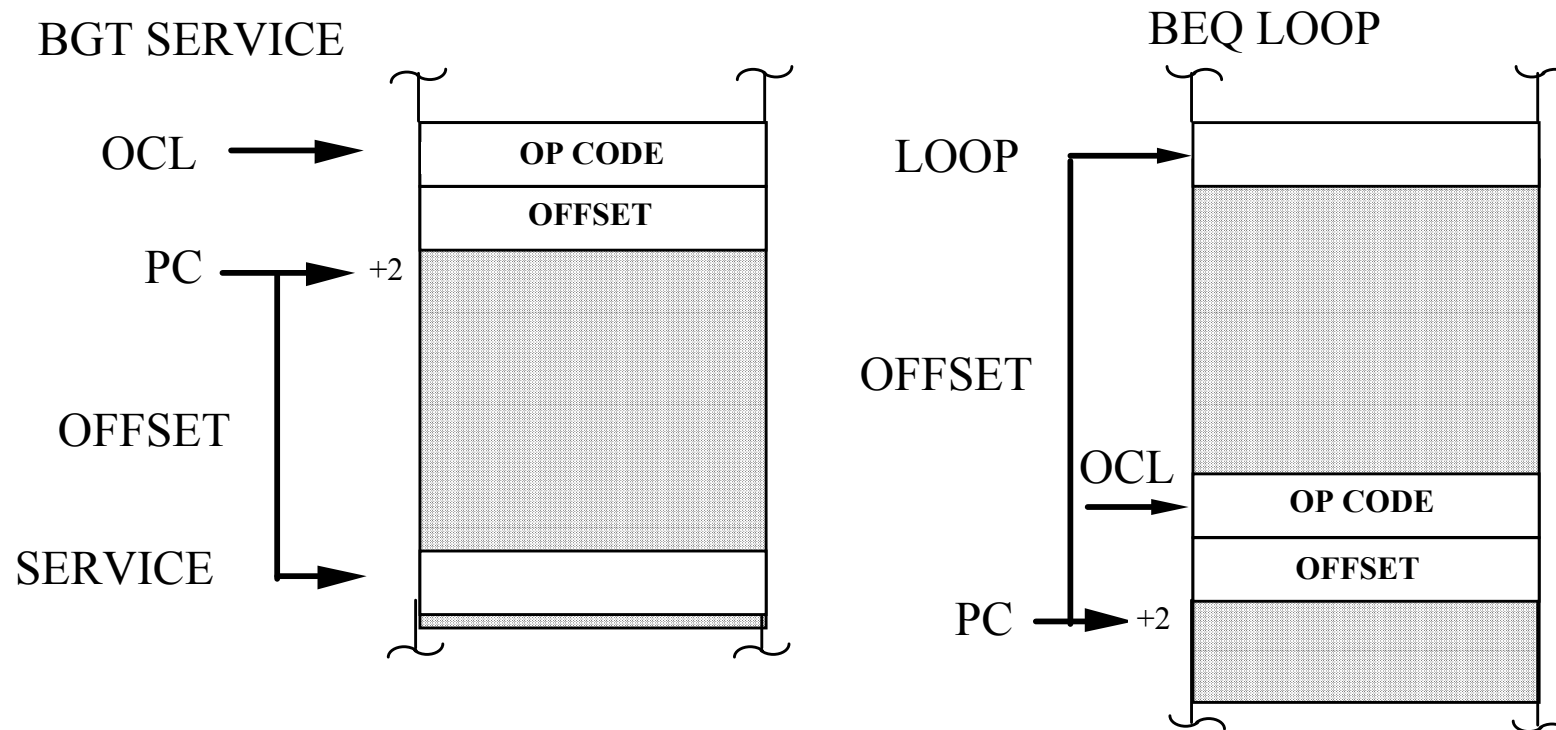 BGT SERVICE
OCL
OP CODE
OFFSET
PC
+2
OFFSET
SERVICE
BEQ LOOP
LOOP
OFFSET
OCL
OP CODE
OFFSET
PC
+2